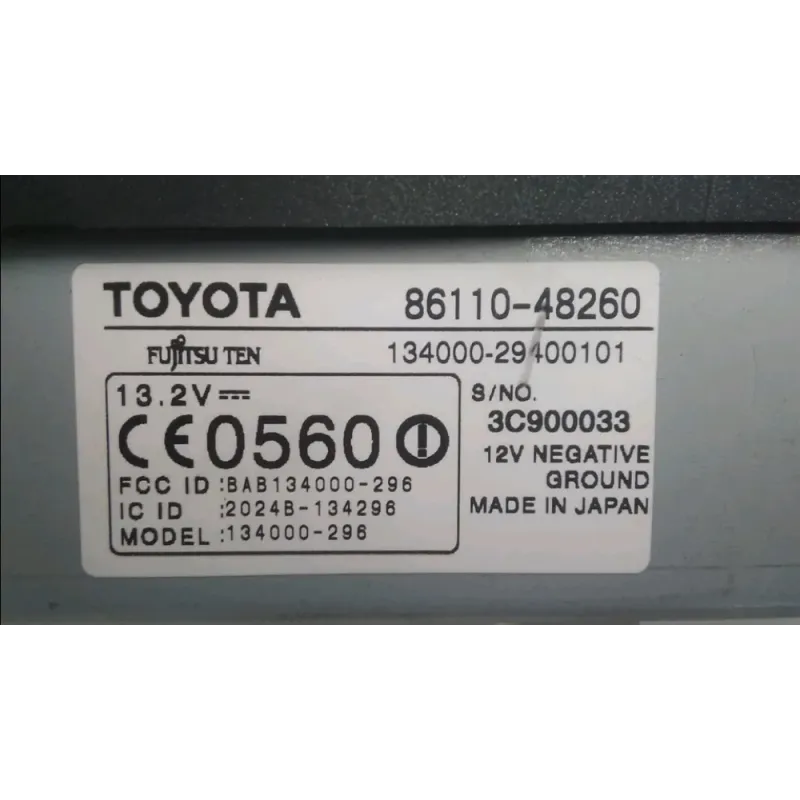 TOYOTA 86110-48260
FUJITSU TEN 134000-29400101
13.2V S/NO.
CE0560 3C900033
12V NEGATIVE
FCC ID :BAB134000-296 GROUND
IC ID :2024B-134296 MADE IN JAPAN
MODEL :134000-296